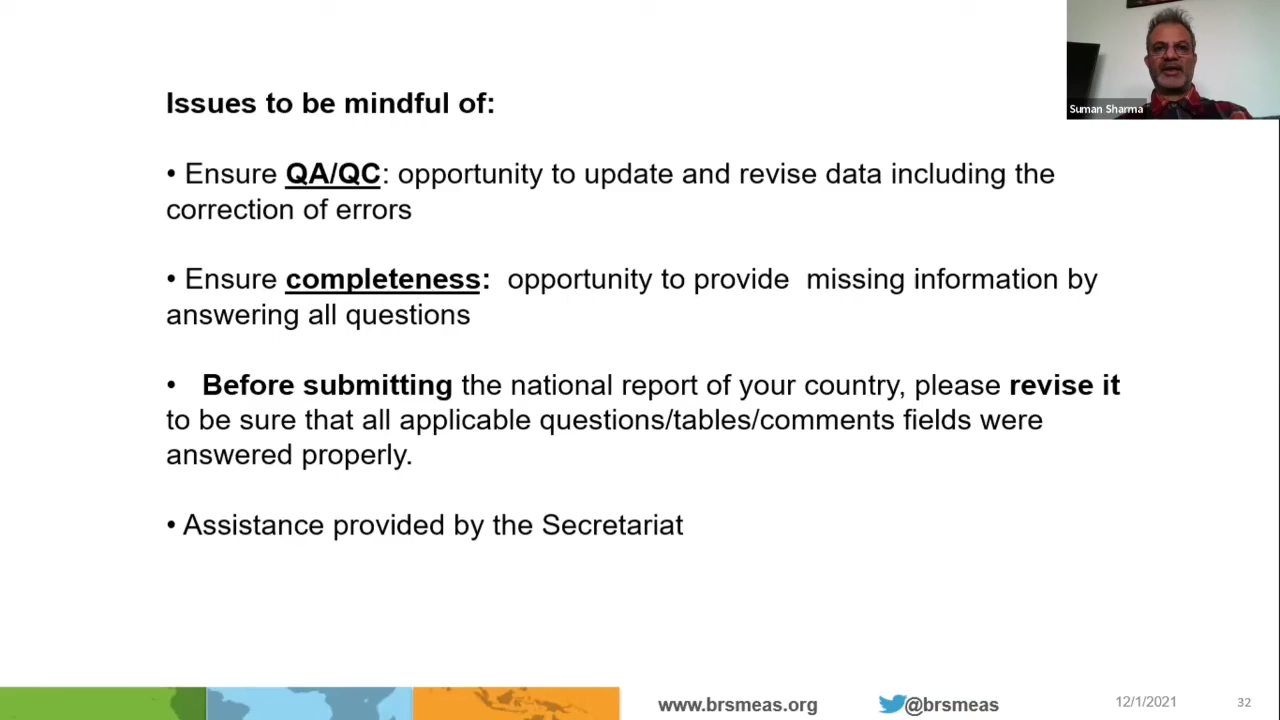 Suman Sharma
Issues to be mindful of:
• Ensure QA/QC: opportunity to update and revise data including the
correction of errors
• Ensure completeness: opportunity to provide missing information by
answering all questions
• Before submitting the national report of your country, please revise it
to be sure that all applicable questions/tables/comments fields were
answered properly.
• Assistance provided by the Secretariat
www.brsmeas.org
@brsmeas
12/1/2021
32